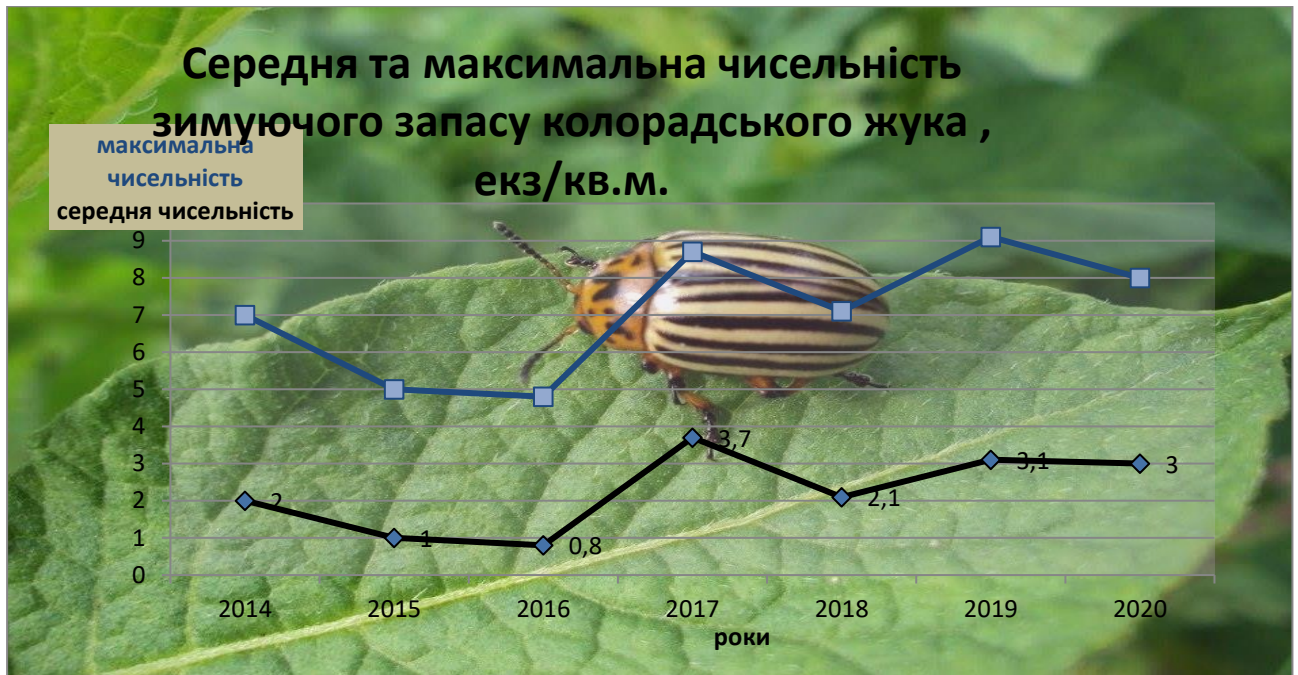 Середня та максимальна чисельність
зимуючого запасу колорадського жука ,
екз/кв.м.
максимальна
чисельність
середня чисельність
9
8
7
6
5
4
3
2
1
0
2
1
0,8
3,7
2,1
3,1
3
2014 2015 2016 2017 2018 2019 2020
роки